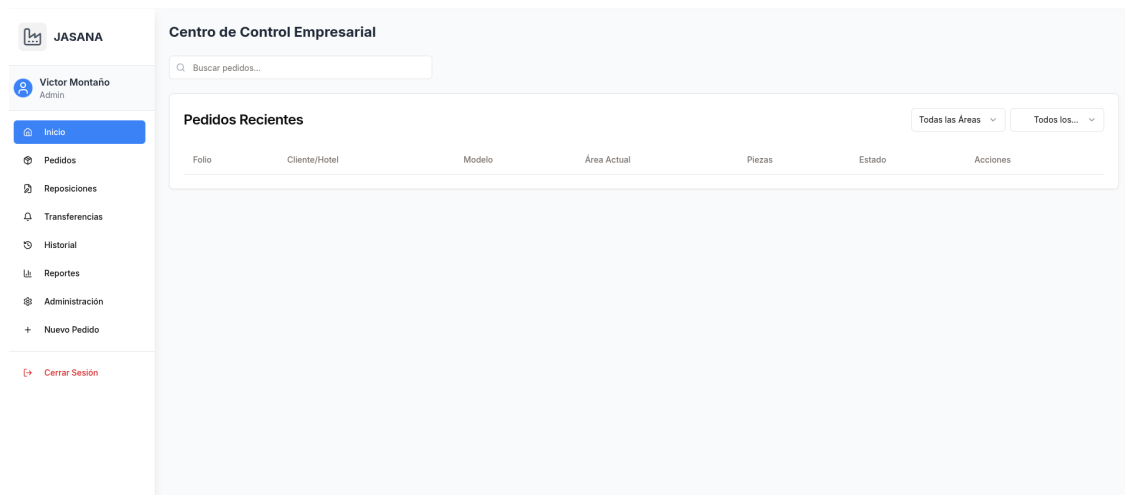 JASANA
Victor Montaño
Admin
Inicio
Pedidos
Reposiciones
Transferencias
Historial
Reportes
Administración
Nuevo Pedido
Cerrar Sesión
Centro de Control Empresarial
Buscar pedidos...
Pedidos Recientes
Todas las Áreas
Todos los...
Folio Cliente/Hotel Modelo Área Actual Piezas Estado Acciones